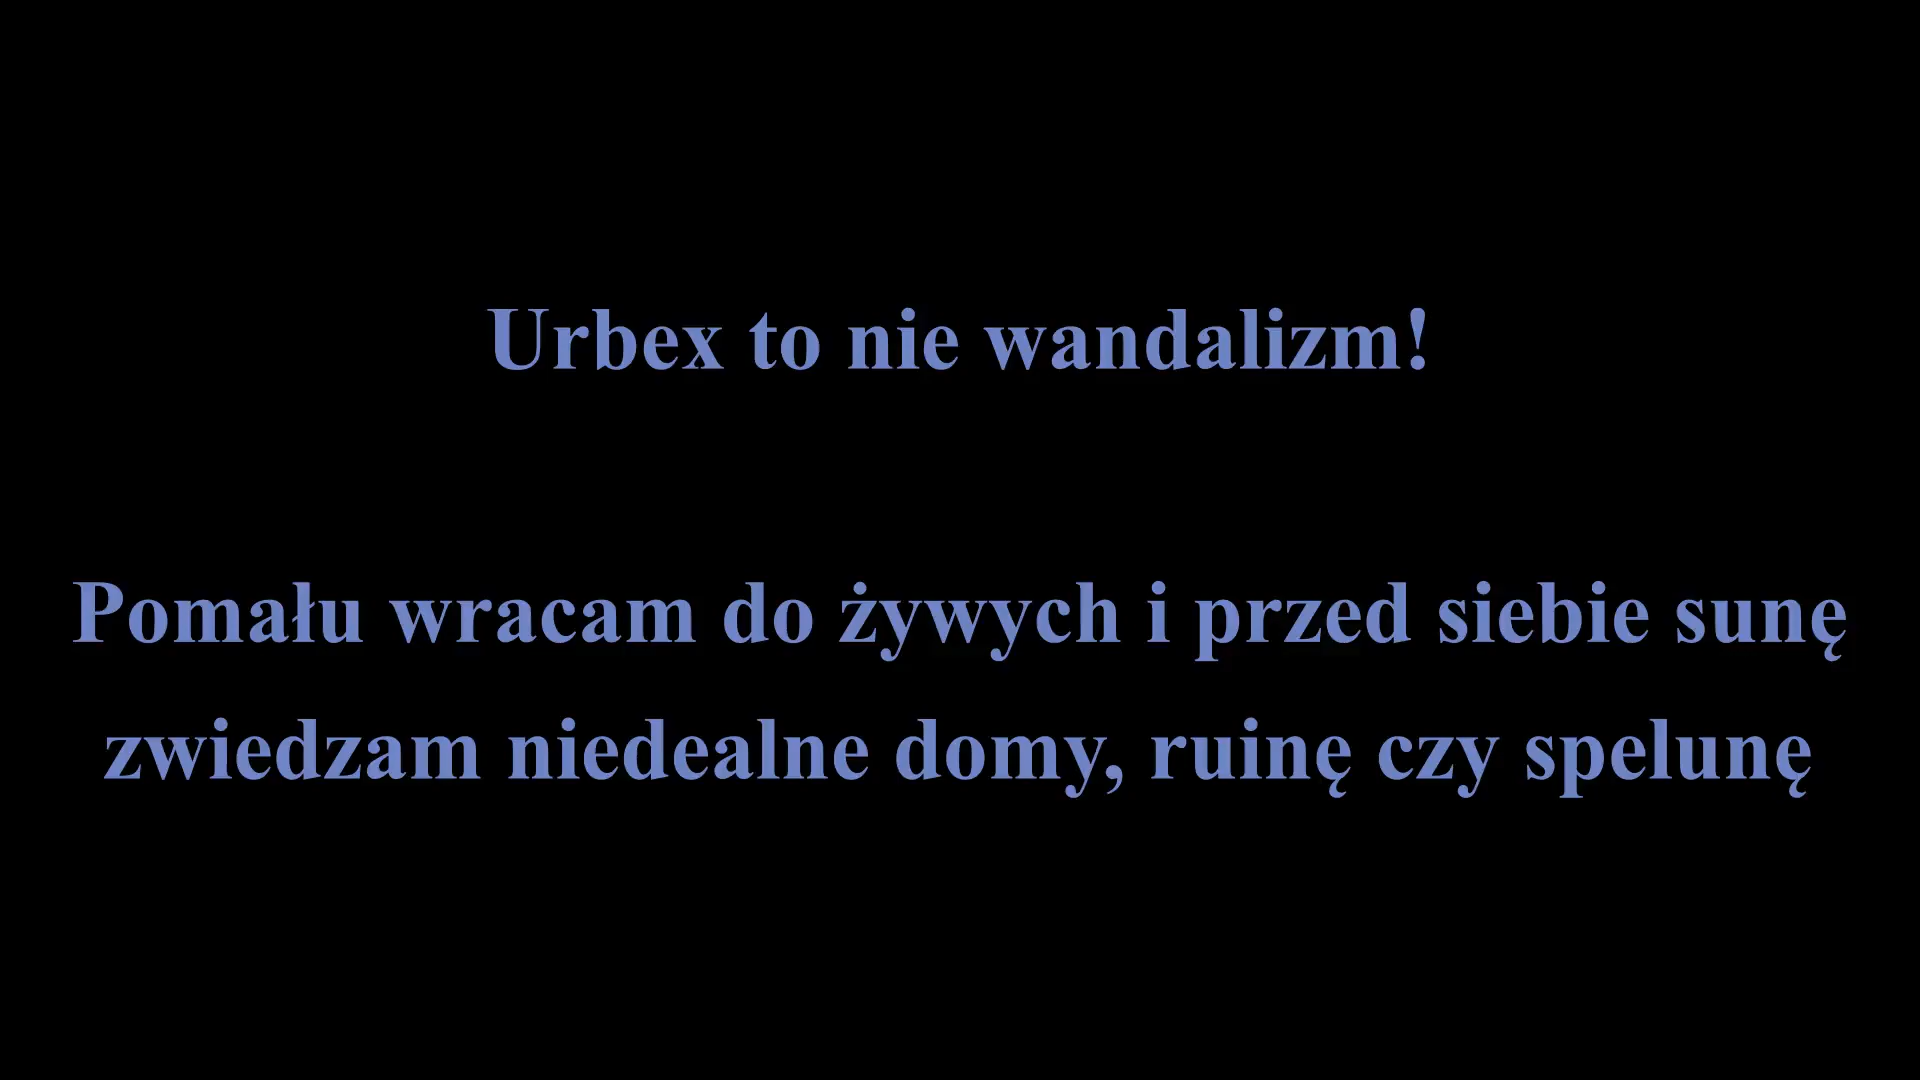 Urbex to nie wandalizm!
Pomału wracam do żywych i przed siebie sunę
zwiedzam niedealne domy, ruinę czy spelunę